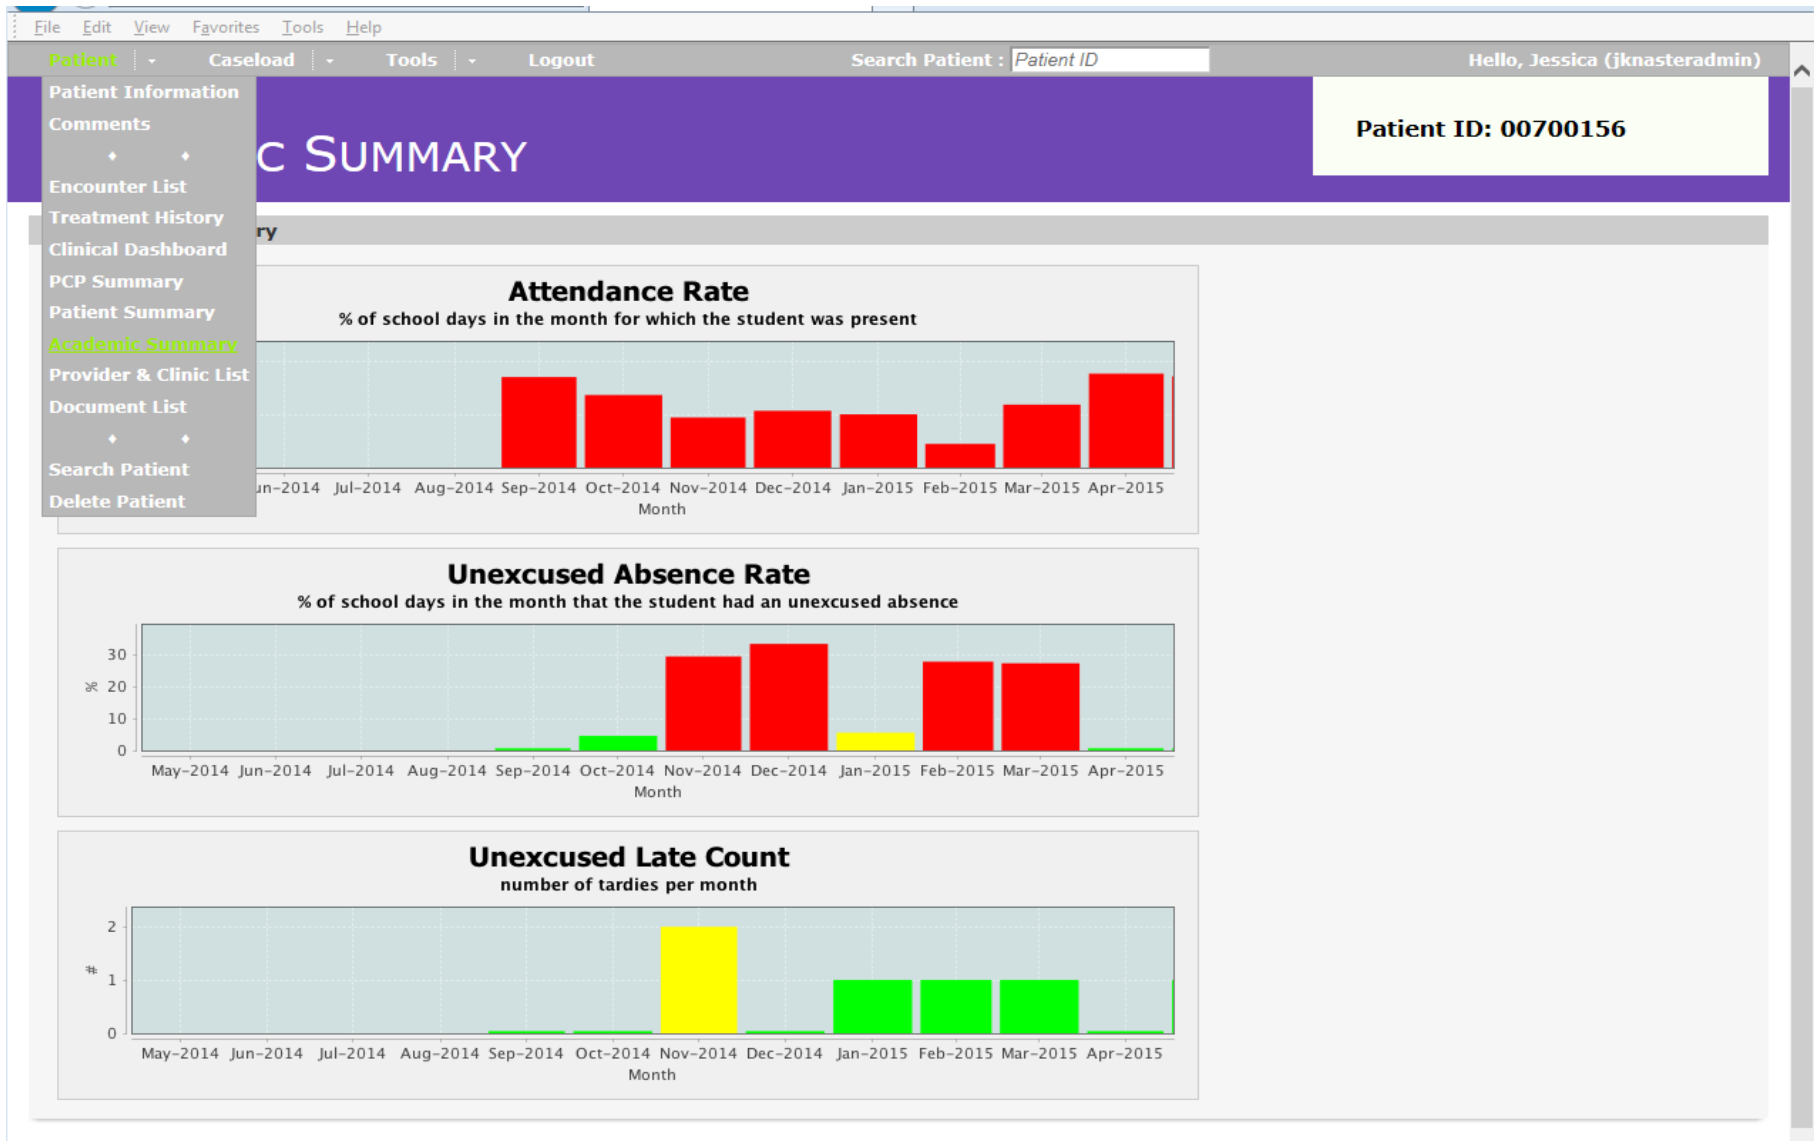 File Edit View Favorites Tools Help
Patient Caseload Tools Logout Search Patient : Patient ID Hello, Jessica (jknasteradmin)
Patient Information
Comments
Encounter List
Treatment History
Clinical Dashboard
PCP Summary
Patient Summary
Academic Summary
Provider & Clinic List
Document List
Search Patient
Delete Patient
C SUMMARY
Patient ID: 00700156
ry
Attendance Rate
% of school days in the month for which the student was present
un-2014 Jul-2014 Aug-2014 Sep-2014 Oct-2014 Nov-2014 Dec-2014 Jan-2015 Feb-2015 Mar-2015 Apr-2015
Month
Unexcused Absence Rate
% of school days in the month that the student had an unexcused absence
30
20
10
0
%
May-2014 Jun-2014 Jul-2014 Aug-2014 Sep-2014 Oct-2014 Nov-2014 Dec-2014 Jan-2015 Feb-2015 Mar-2015 Apr-2015
Month
Unexcused Late Count
number of tardies per month
2
1
0
#
May-2014 Jun-2014 Jul-2014 Aug-2014 Sep-2014 Oct-2014 Nov-2014 Dec-2014 Jan-2015 Feb-2015 Mar-2015 Apr-2015
Month